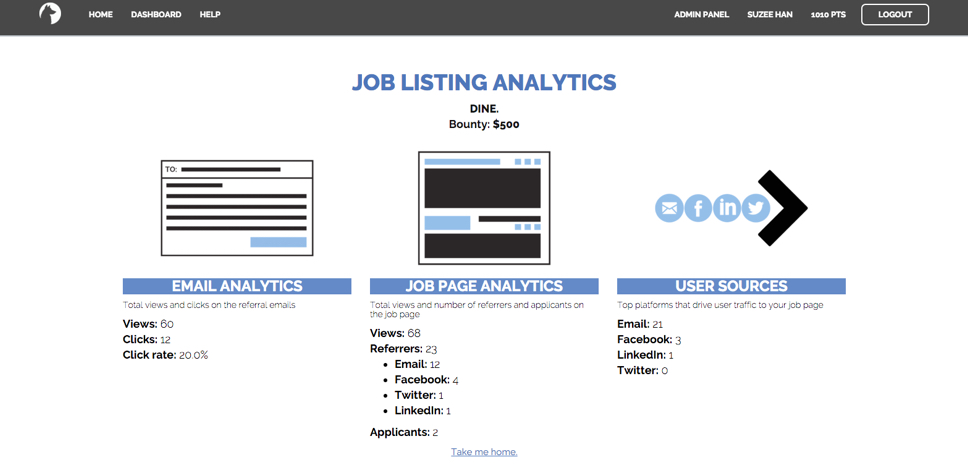 HOME DASHBOARD HELP ADMIN PANEL SUZEE HAN 1010 PTS LOGOUT
JOB LISTING ANALYTICS
DINE.
Bounty: $500
TO:
EMAIL ANALYTICS
Total views and clicks on the referral emails
Views: 60
Clicks: 12
Click rate: 20.0%
JOB PAGE ANALYTICS
Total views and number of referrers and applicants on
the job page
Views: 68
Referrers: 23
• Email: 12
• Facebook: 4
• Twitter: 1
• LinkedIn: 1
Applicants: 2
f in
USER SOURCES
Top platforms that drive user traffic to your job page
Email: 21
Facebook: 3
LinkedIn: 1
Twitter: 0
Take me home.